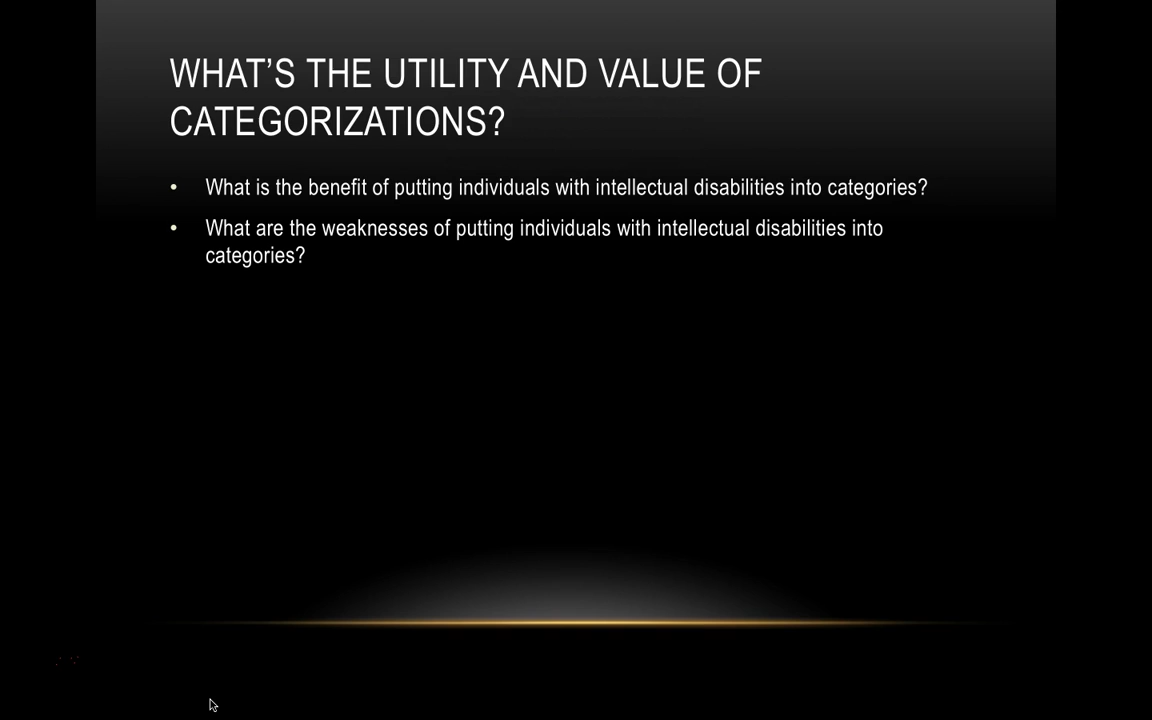 WHAT’S THE UTILITY AND VALUE OF
CATEGORIZATIONS?
• What is the benefit of putting individuals with intellectual disabilities into categories?
• What are the weaknesses of putting individuals with intellectual disabilities into
categories?